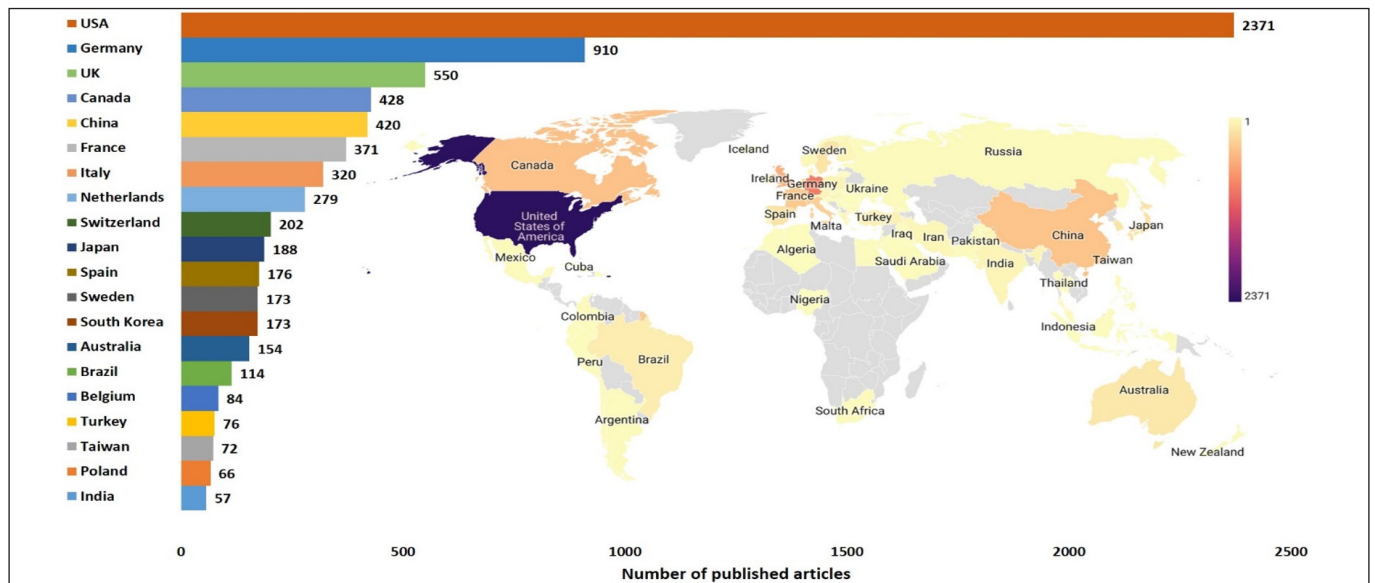 USA
2371
Germany
910
UK
550
Canada
428
China
420
France
371
Italy
320
Netherlands
279
Switzerland
202
Japan
188
Spain
176
Sweden
173
South Korea
173
Australia
154
Brazil
114
Belgium
84
Turkey
76
Taiwan
72
Poland
66
India
57
0
500
1000
1500
2000
2500
Number of published articles
Canada
United
States of
America
Mexico
Cuba
Colombia
Peru
Brazil
Argentina
Iceland
Sweden
Russia
Ireland
Germany
Ukraine
France
Spain
Malta
Turkey
Algeria
Iraq
Iran
Pakistan
Saudi Arabia
India
China
Japan
Taiwan
Thailand
Nigeria
Indonesia
South Africa
Australia
New Zealand
1
2371